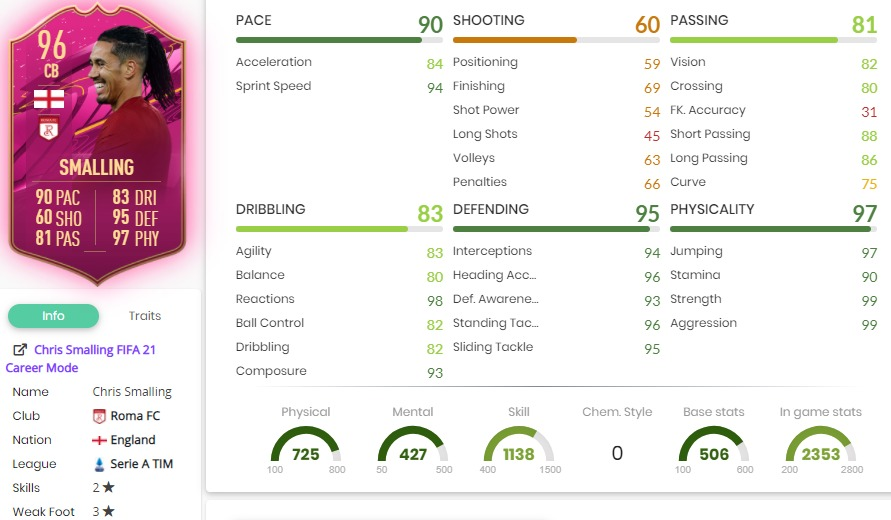 96
CB
SMALLING
90 PAC 83 DRI
60 SHO 95 DEF
81 PAS 97 PHY
Info Traits
Chris Smalling FIFA 21
Career Mode
Name Chris Smalling
Club Roma FC
Nation England
League Serie A TIM
Skills 2 ★
Weak Foot 3 ★
PACE 90
Acceleration 84
Sprint Speed 94
SHOOTING 60
Positioning 59
Finishing 69
Shot Power 54
Long Shots 45
Volleys 63
Penalties 66
PASSING 81
Vision 82
Crossing 80
FK. Accuracy 31
Short Passing 88
Long Passing 86
Curve 75
DRIBBLING 83
Agility 83
Balance 80
Reactions 98
Ball Control 82
Dribbling 82
Composure 93
DEFENDING 95
Interceptions 94
Heading Acc... 96
Def. Awarene... 93
Standing Tac... 96
Sliding Tackle 95
PHYSICALITY 97
Jumping 97
Stamina 90
Strength 99
Aggression 99
Physical Mental Skill Chem. Style Base stats In game stats
725 427 1138 0 506 2353
100 800 50 500 400 1500 100 600 200 2800